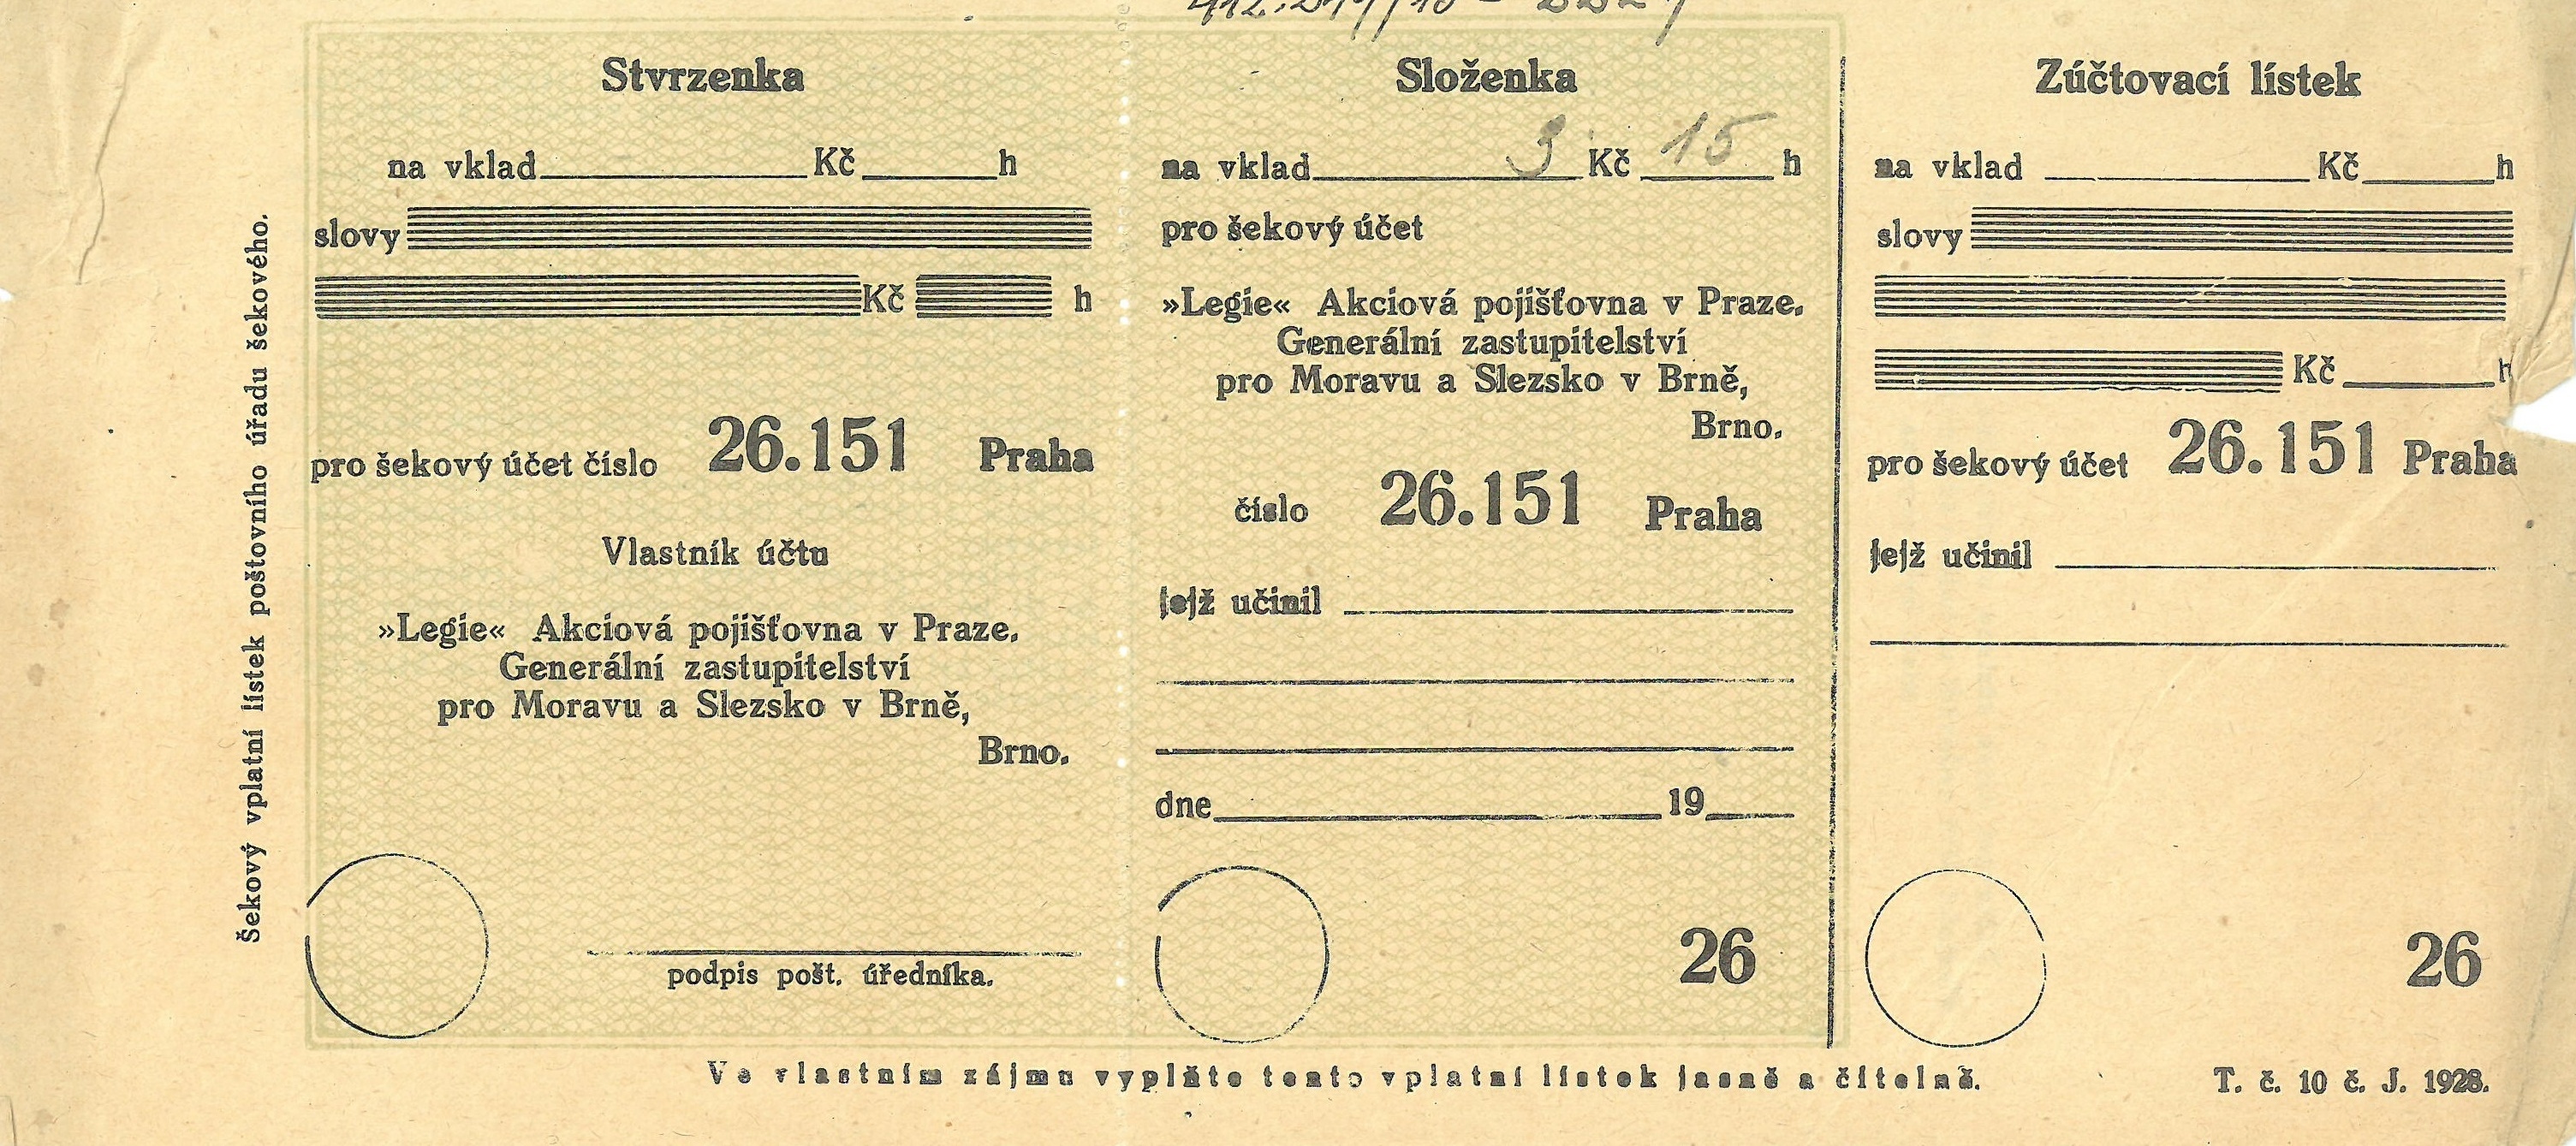 Šekový vplatní lístek poštovního úřadu šekového.
Stvrzenka
na vklad Kč h
slovy
Kč h
pro šekový účet číslo 26.151 Praha
Vlastník účtu
»Legie« Akciová pojišťovna v Praze.
Generální zastupitelství
pro Moravu a Slezsko v Brně,
Brno.
podpis pošt. úředníka.
Složenka
na vklad 3 Kč 15 h
pro šekový účet
»Legie« Akciová pojišťovna v Praze.
Generální zastupitelství
pro Moravu a Slezsko v Brně,
Brno.
číslo 26.151 Praha
jejž učinil
dne 19
26
Zúčtovací lístek
na vklad Kč h
slovy
Kč h
pro šekový účet 26.151 Praha
jejž učinil
26
Ve vlastním zájmu vyplňte tento vplatní lístek jasně a čitelně.
T. č. 10 č. J. 1928.